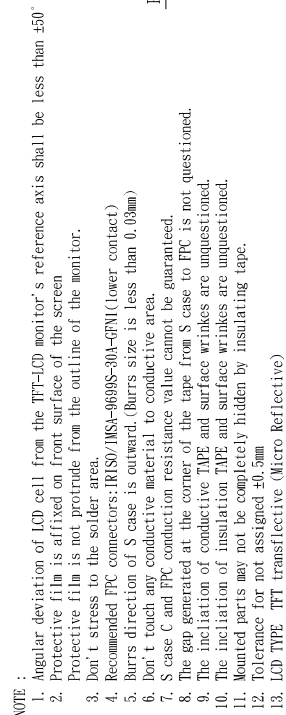 NOTE :
1. Angular deviation of LCD cell from the TFT-LCD monitor's reference axis shall be less than ±50°
2. Protective film is affixed on front surface of the screen
Protective film is not protrude from the outline of the monitor.
3. Don't stress to the solder area.
4. Recommended FPC connectors:IRISO/IMSA-9699S-30A-GFN1(lower contact)
5. Burrs direction of S case is outward.(Burrs size is less than 0.03mm)
6. Don't touch any conductive material to conductive area.
7. S case C and FPC conduction resistance value cannot be guaranteed.
8. The gap generated at the corner of the tape from S case to FPC is not questioned.
9. The incliation of conductive TAPE and surface wrinkes are unquestioned.
10. The incliation of insulation TAPE and surface wrinkes are unquestioned.
11. Mounted parts may not be completely hidden by insulating tape.
12. Tolerance for not assigned ±0.5mm
13. LCD TYPE TFT transflective (Micro Reflective)